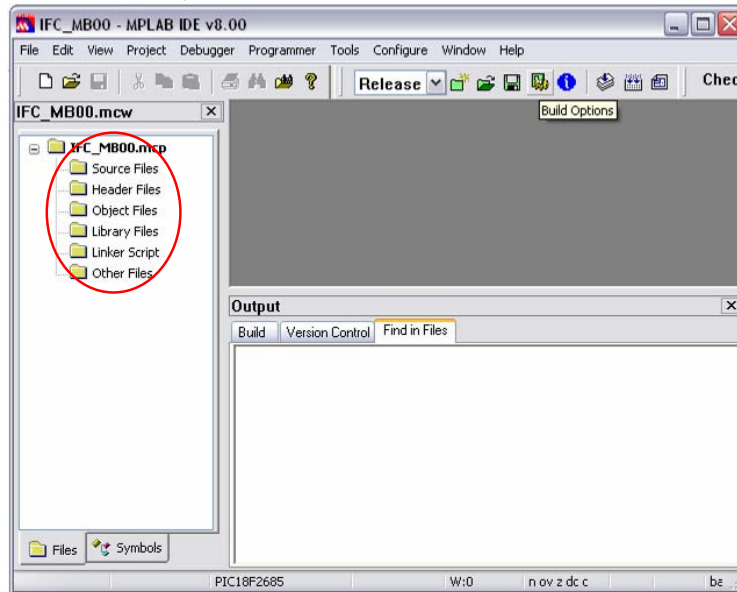 IFC_MB00 - MPLAB IDE v8.00
File Edit View Project Debugger Programmer Tools Configure Window Help
Release
Chec
IFC_MB00.mcw
Build Options
IFC_MB00.mcp
Source Files
Header Files
Object Files
Library Files
Linker Script
Other Files
Output
Build Version Control Find in Files
Files Symbols
PIC18F2685 W:0 n ov z dc c ba